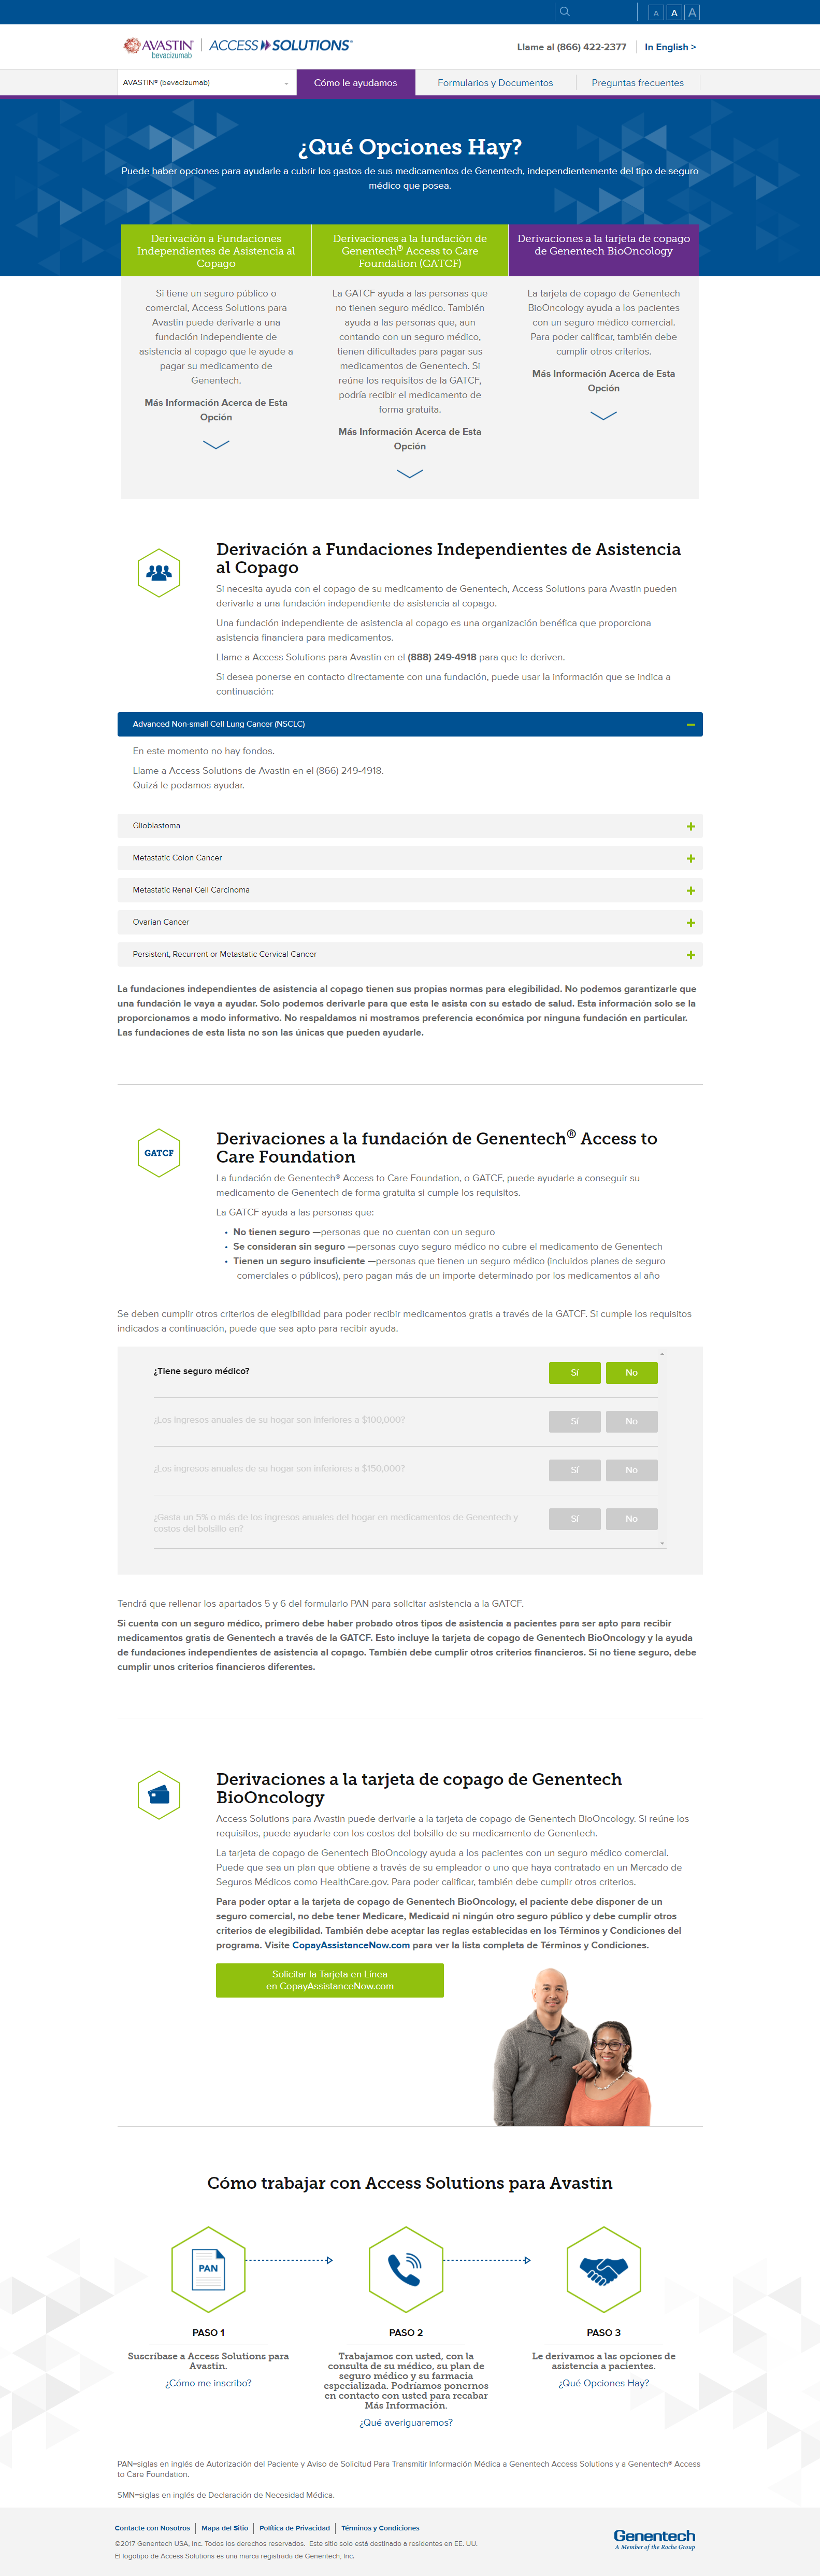 A A A
AVASTIN®
bevacizumab
ACCESS SOLUTIONS®
Llame al (866) 422-2377
In English >
AVASTIN® (bevacizumab)
Cómo le ayudamos
Formularios y Documentos
Preguntas frecuentes
¿Qué Opciones Hay?
Puede haber opciones para ayudarle a cubrir los gastos de sus medicamentos de Genentech, independientemente del tipo de seguro
médico que posea.
Derivación a Fundaciones
Independientes de Asistencia al
Copago
Si tiene un seguro público o
comercial, Access Solutions para
Avastin puede derivarle a una
fundación independiente de
asistencia al copago que le ayude a
pagar su medicamento de
Genentech.
Más Información Acerca de Esta
Opción
Derivaciones a la fundación de
Genentech® Access to Care
Foundation (GATCF)
La GATCF ayuda a las personas que
no tienen seguro médico. También
ayuda a las personas que, aun
contando con un seguro médico,
tienen dificultades para pagar sus
medicamentos de Genentech. Si
reúne los requisitos de la GATCF,
podría recibir el medicamento de
forma gratuita.
Más Información Acerca de Esta
Opción
Derivaciones a la tarjeta de copago
de Genentech BioOncology
La tarjeta de copago de Genentech
BioOncology ayuda a los pacientes
con un seguro médico comercial.
Para poder calificar, también debe
cumplir otros criterios.
Más Información Acerca de Esta
Opción
Derivación a Fundaciones Independientes de Asistencia
al Copago
Si necesita ayuda con el copago de su medicamento de Genentech, Access Solutions para Avastin pueden
derivarle a una fundación independiente de asistencia al copago.
Una fundación independiente de asistencia al copago es una organización benéfica que proporciona
asistencia financiera para medicamentos.
Llame a Access Solutions para Avastin en el (888) 249-4918 para que le deriven.
Si desea ponerse en contacto directamente con una fundación, puede usar la información que se indica a
continuación:
Advanced Non-small Cell Lung Cancer (NSCLC)
En este momento no hay fondos.
Llame a Access Solutions de Avastin en el (866) 249-4918.
Quizá le podamos ayudar.
Glioblastoma
Metastatic Colon Cancer
Metastatic Renal Cell Carcinoma
Ovarian Cancer
Persistent, Recurrent or Metastatic Cervical Cancer
La fundaciones independientes de asistencia al copago tienen sus propias normas para elegibilidad. No podemos garantizarle que
una fundación le vaya a ayudar. Solo podemos derivarle para que esta le asista con su estado de salud. Esta información solo se la
proporcionamos a modo informativo. No respaldamos ni mostramos preferencia económica por ninguna fundación en particular.
Las fundaciones de esta lista no son las únicas que pueden ayudarle.
GATCF
Derivaciones a la fundación de Genentech® Access to
Care Foundation
La fundación de Genentech® Access to Care Foundation, o GATCF, puede ayudarle a conseguir su
medicamento de Genentech de forma gratuita si cumple los requisitos.
La GATCF ayuda a las personas que:
• No tienen seguro —personas que no cuentan con un seguro
• Se consideran sin seguro —personas cuyo seguro médico no cubre el medicamento de Genentech
• Tienen un seguro insuficiente —personas que tienen un seguro médico (incluidos planes de seguro
comerciales o públicos), pero pagan más de un importe determinado por los medicamentos al año
Se deben cumplir otros criterios de elegibilidad para poder recibir medicamentos gratis a través de la GATCF. Si cumple los requisitos
indicados a continuación, puede que sea apto para recibir ayuda.
¿Tiene seguro médico?
Sí
No
¿Los ingresos anuales de su hogar son inferiores a $100,000?
Sí
No
¿Los ingresos anuales de su hogar son inferiores a $150,000?
Sí
No
¿Gasta un 5% o más de los ingresos anuales del hogar en medicamentos de Genentech y
costos del bolsillo en?
Sí
No
Tendrá que rellenar los apartados 5 y 6 del formulario PAN para solicitar asistencia a la GATCF.
Si cuenta con un seguro médico, primero debe haber probado otros tipos de asistencia a pacientes para ser apto para recibir
medicamentos gratis de Genentech a través de la GATCF. Esto incluye la tarjeta de copago de Genentech BioOncology y la ayuda
de fundaciones independientes de asistencia al copago. También debe cumplir otros criterios financieros. Si no tiene seguro, debe
cumplir unos criterios financieros diferentes.
Derivaciones a la tarjeta de copago de Genentech
BioOncology
Access Solutions para Avastin puede derivarle a la tarjeta de copago de Genentech BioOncology. Si reúne los
requisitos, puede ayudarle con los costos del bolsillo de su medicamento de Genentech.
La tarjeta de copago de Genentech BioOncology ayuda a los pacientes con un seguro médico comercial.
Puede que sea un plan que obtiene a través de su empleador o uno que haya contratado en un Mercado de
Seguros Médicos como HealthCare.gov. Para poder calificar, también debe cumplir otros criterios.
Para poder optar a la tarjeta de copago de Genentech BioOncology, el paciente debe disponer de un
seguro comercial, no debe tener Medicare, Medicaid ni ningún otro seguro público y debe cumplir otros
criterios de elegibilidad. También debe aceptar las reglas establecidas en los Términos y Condiciones del
programa. Visite CopayAssistanceNow.com para ver la lista completa de Términos y Condiciones.
Solicitar la Tarjeta en Línea
en CopayAssistanceNow.com
Cómo trabajar con Access Solutions para Avastin
PAN
PASO 1
Suscríbase a Access Solutions para
Avastin.
¿Cómo me inscribo?
PASO 2
Trabajamos con usted, con la
consulta de su médico, su plan de
seguro médico y su farmacia
especializada. Podríamos ponernos
en contacto con usted para recabar
Más Información.
¿Qué averiguaremos?
PASO 3
Le derivamos a las opciones de
asistencia a pacientes.
¿Qué Opciones Hay?
PAN=siglas en inglés de Autorización del Paciente y Aviso de Solicitud Para Transmitir Información Médica a Genentech Access Solutions y a Genentech® Access
to Care Foundation.
SMN=siglas en inglés de Declaración de Necesidad Médica.
Contacte con Nosotros
Mapa del Sitio
Política de Privacidad
Términos y Condiciones
©2017 Genentech USA, Inc. Todos los derechos reservados. Este sitio solo está destinado a residentes en EE. UU.
El logotipo de Access Solutions es una marca registrada de Genentech, Inc.
Genentech
A Member of the Roche Group